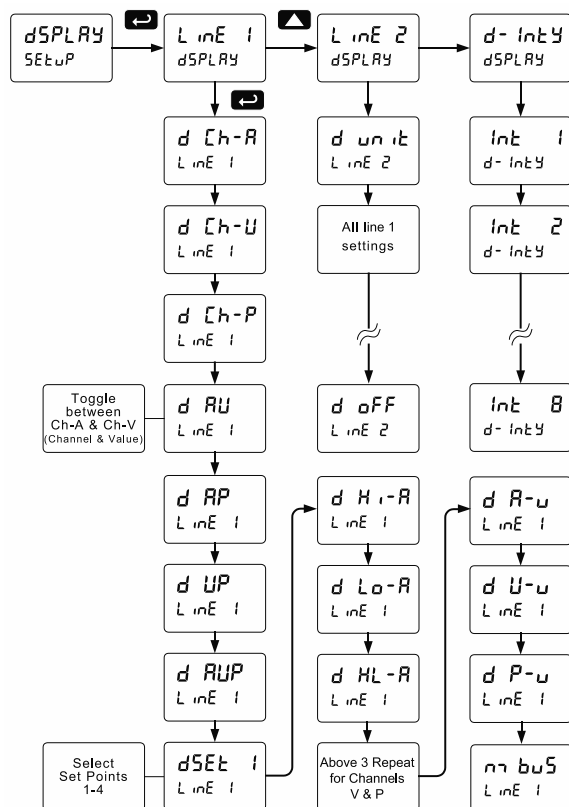 dSPLAY
SEtuP
LinE 1
dSPLAY
LinE 2
dSPLAY
d-IntY
dSPLAY
d Ch-A
LinE 1
d unit
LinE 2
Int 1
d-IntY
d Ch-U
LinE 1
All line 1
settings
Int 2
d-IntY
d Ch-P
LinE 1
Toggle
between
Ch-A & Ch-V
(Channel & Value)
d AU
LinE 1
d oFF
LinE 2
Int 8
d-IntY
d AP
LinE 1
d Hi-A
LinE 1
d A-u
LinE 1
d UP
LinE 1
d Lo-A
LinE 1
d U-u
LinE 1
d AUP
LinE 1
d HL-A
LinE 1
d P-u
LinE 1
Select
Set Points
1-4
dSEt 1
LinE 1
Above 3 Repeat
for Channels
V & P
m buS
LinE 1